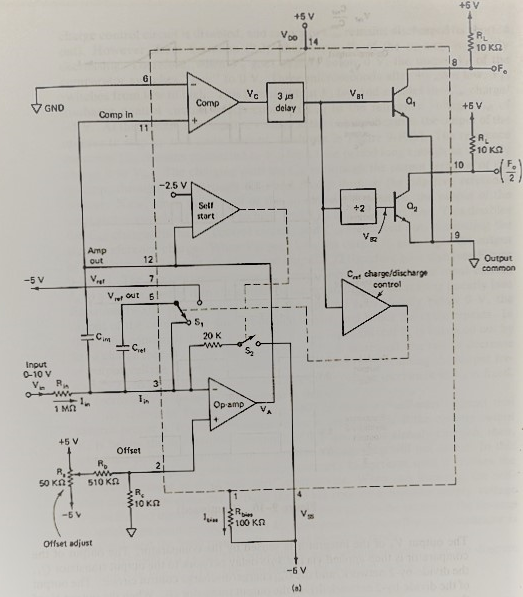 +5 V
V_DD
14
+5 V
R_L
10 KΩ
8
F_o
6
GND
Comp
V_C
3 μs
delay
V_B1
Q_1
+5 V
R_L
10 KΩ
Comp in
11
10
(F_o/2)
-2.5 V
Self
start
÷2
Q_2
V_B2
9
Output
common
Amp
out
12
-5 V
V_ref
7
C_ref charge/discharge
control
V_ref out
5
S_1
C_int
C_ref
20 K
S_2
Input
0-10 V
V_in
R_in
3
1 MΩ
I_in
I_in
Op-amp
V_A
+5 V
Offset
2
R_b
50 KΩ
510 KΩ
R_c
10 KΩ
-5 V
Offset adjust
1
4
I_bias
R_bias
100 KΩ
V_SS
-5 V
(a)